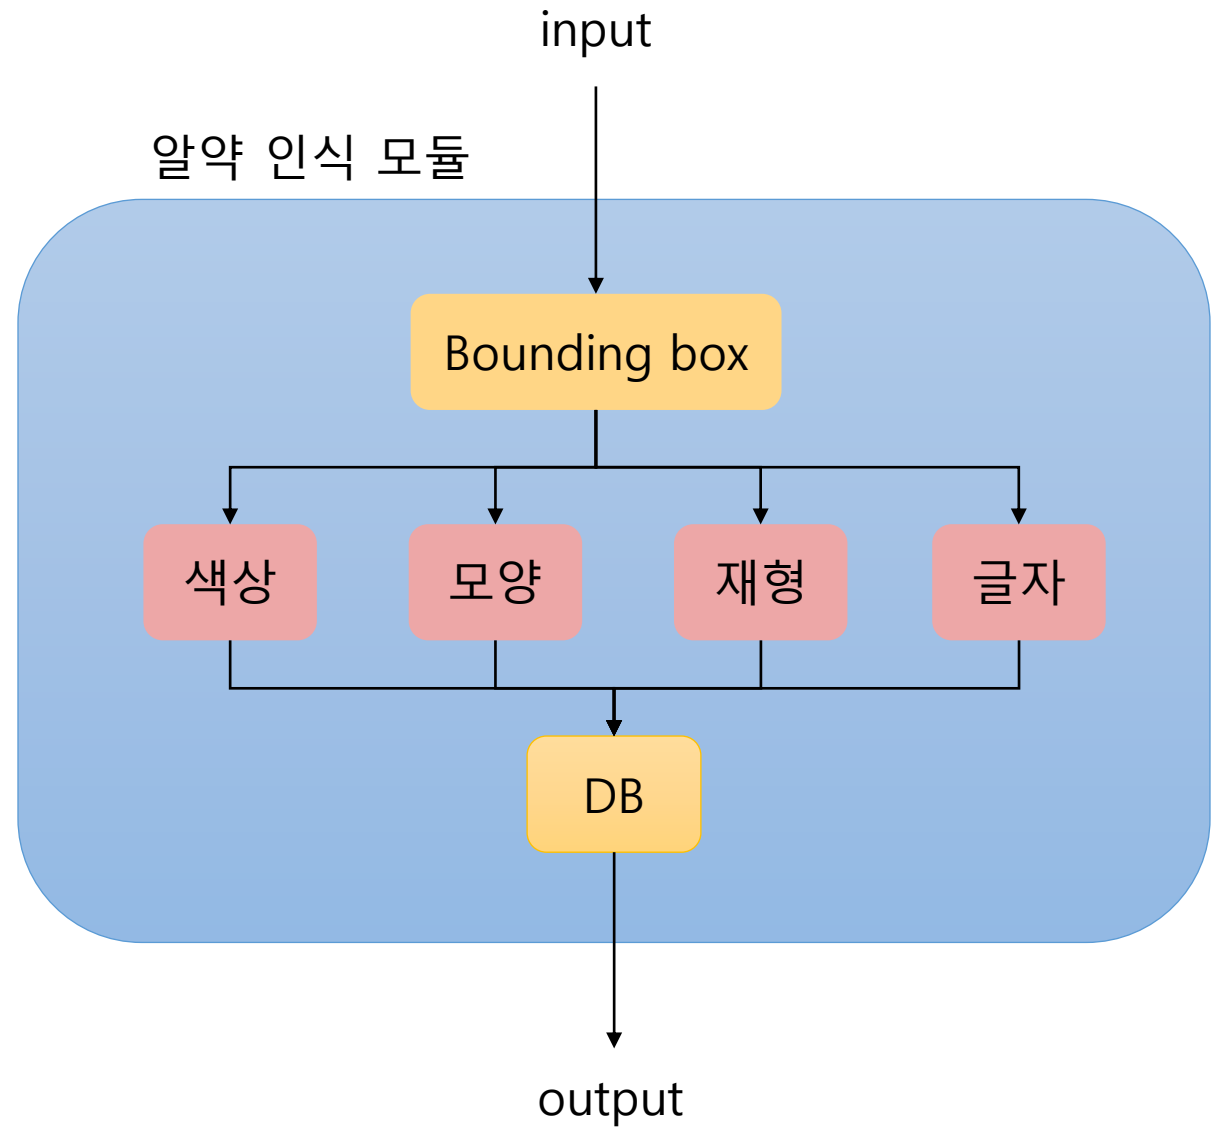 input
알약 인식 모듈
Bounding box
색상
모양
재형
글자
DB
output